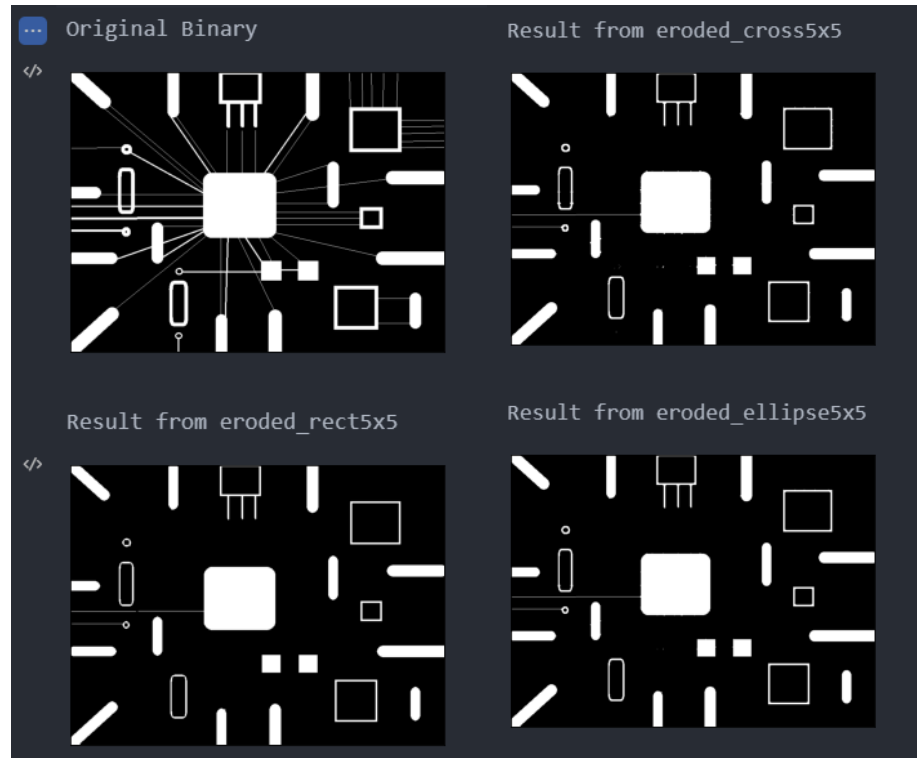 Original Binary
Result from eroded_cross5x5
Result from eroded_rect5x5
Result from eroded_ellipse5x5